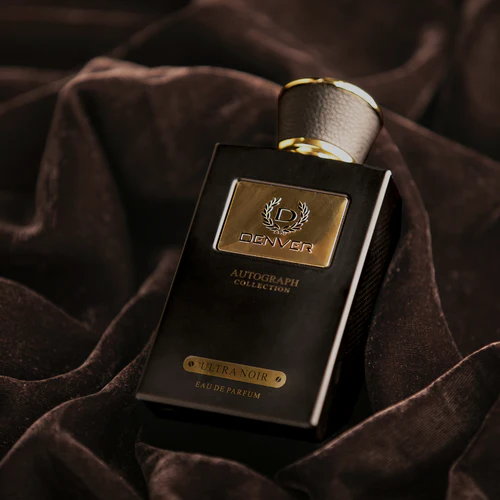 D
DENVER
AUTOGRAPH
COLLECTION
ULTRA NOIR
EAU DE PARFUM